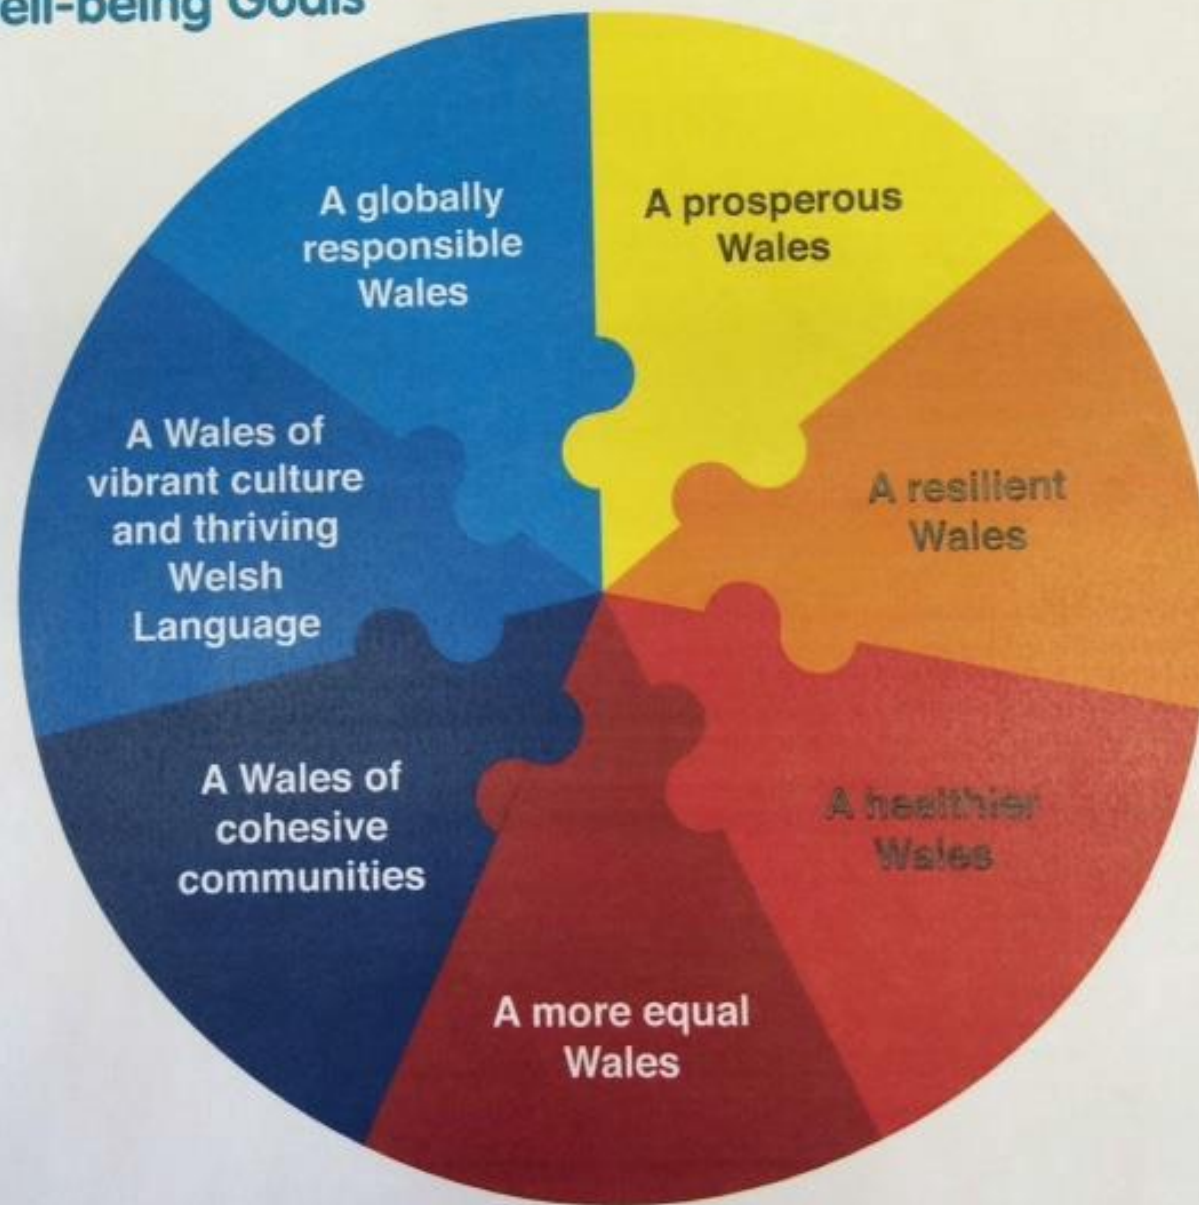 ell-being Goals
A prosperous
Wales
A resilient
Wales
A healthier
Wales
A more equal
Wales
A Wales of
cohesive
communities
A Wales of
vibrant culture
and thriving
Welsh
Language
A globally
responsible
Wales